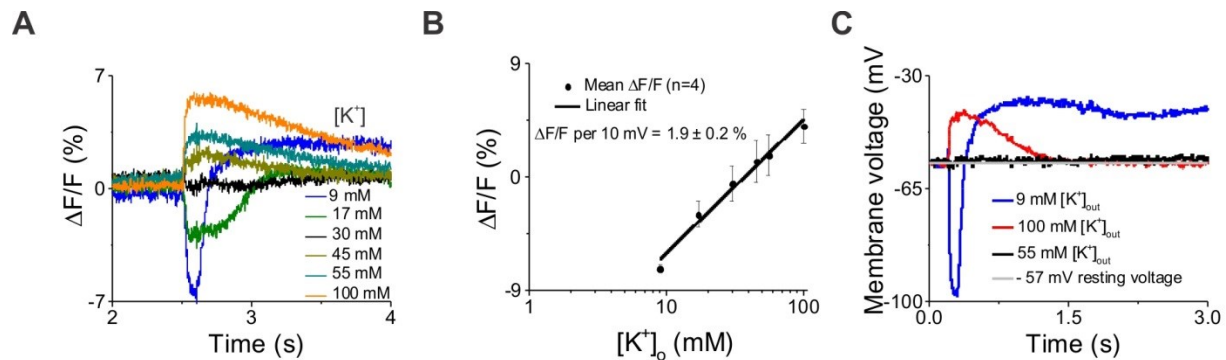 A
7
0
-7
ΔF/F (%)
2
3
4
Time (s)
[K⁺]
9 mM
17 mM
30 mM
45 mM
55 mM
100 mM
B
9
0
-9
ΔF/F (%)
Mean ΔF/F (n=4)
Linear fit
ΔF/F per 10 mV = 1.9 ± 0.2 %
1
10
100
[K⁺]ₒ (mM)
C
-30
-65
-100
Membrane voltage (mV)
9 mM [K⁺]out
100 mM [K⁺]out
55 mM [K⁺]out
- 57 mV resting voltage
0.0
1.5
3.0
Time (s)